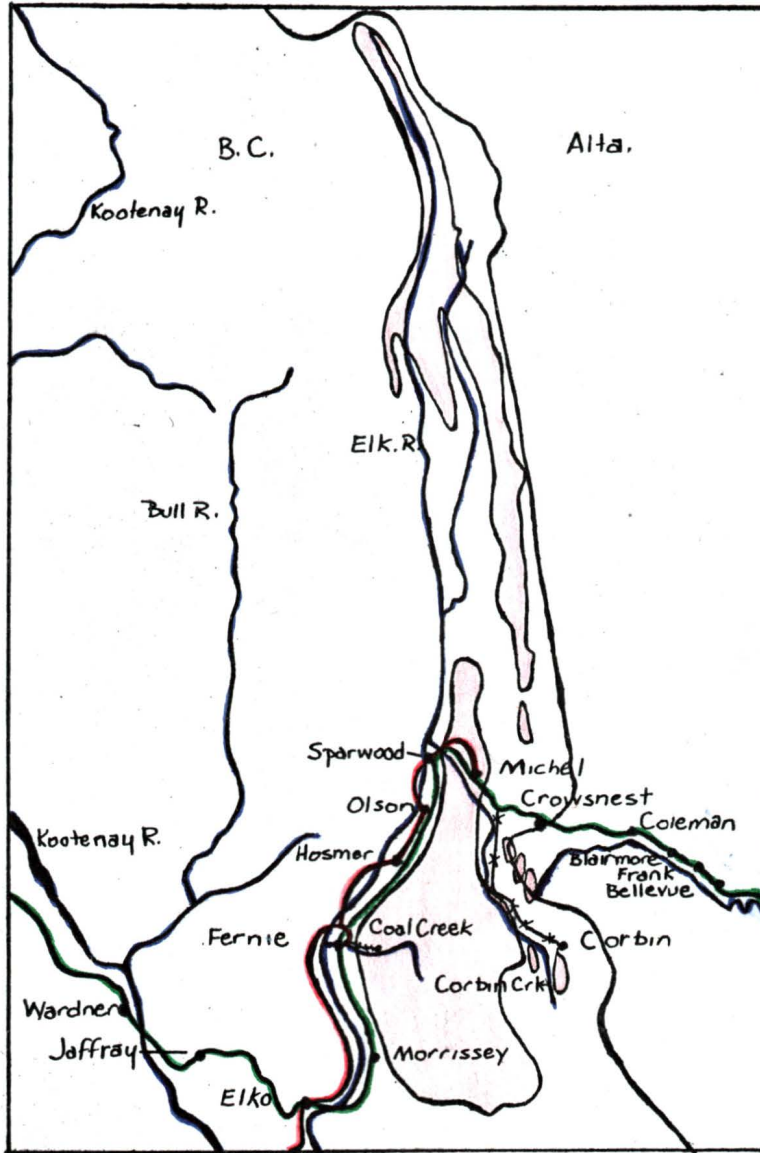 B.C.
Alta.
Kootenay R.
Elk. R.
Bull R.
Sparwood
Michel
Olson
Crowsnest
Kootenay R.
Coleman
Hosmer
Blairmore
Frank
Bellevue
Fernie
Coal Creek
Corbin
Corbin Crk
Wardner
Jaffray
Morrissey
Elko